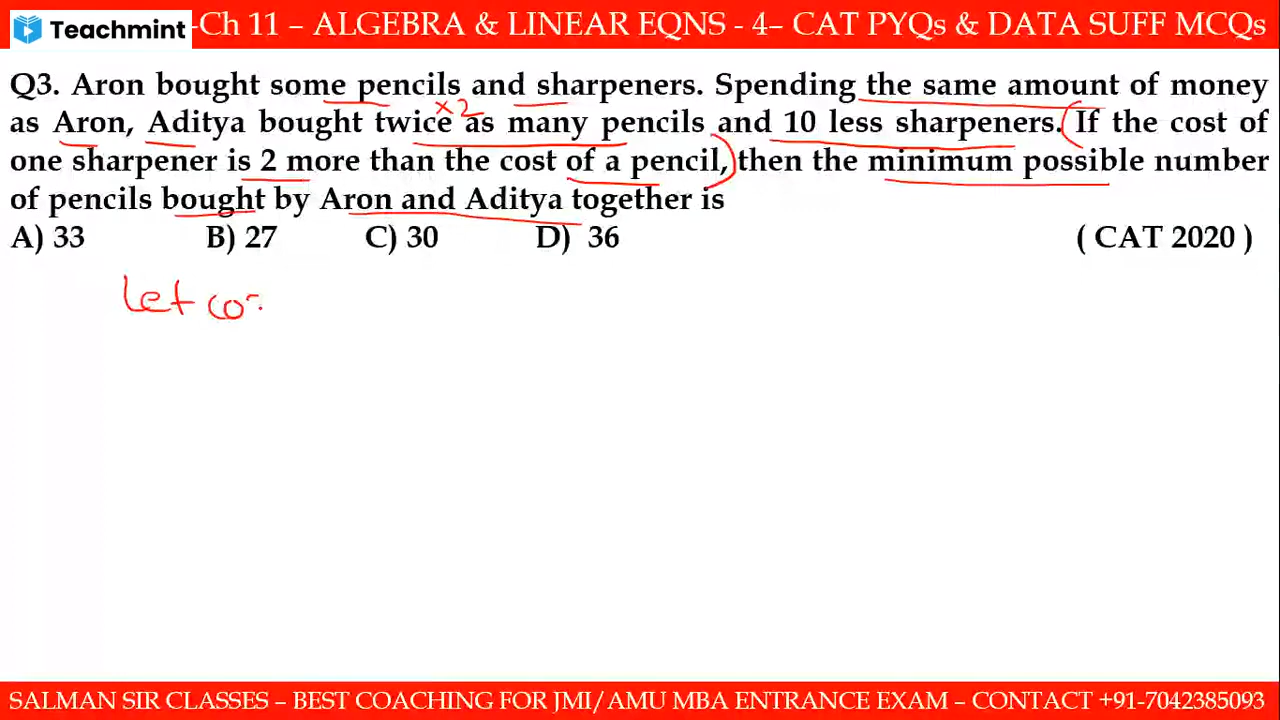 Teachmint -Ch 11 – ALGEBRA & LINEAR EQNS - 4– CAT PYQs & DATA SUFF MCQs
Q3. Aron bought some pencils and sharpeners. Spending the same amount of money
×2
as Aron, Aditya bought twice as many pencils and 10 less sharpeners. If the cost of
one sharpener is 2 more than the cost of a pencil, then the minimum possible number
of pencils bought by Aron and Aditya together is
A) 33 B) 27 C) 30 D) 36 ( CAT 2020 )
Let
SALMAN SIR CLASSES – BEST COACHING FOR JMI/AMU MBA ENTRANCE EXAM – CONTACT +91-7042385093